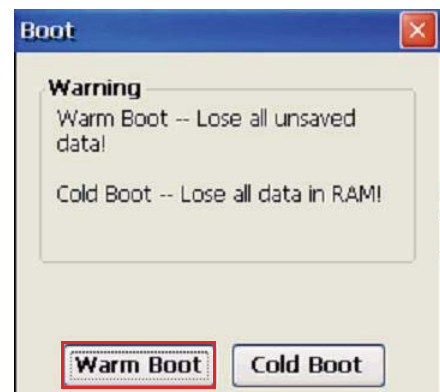 Boot
Warning
Warm Boot -- Lose all unsaved
data!
Cold Boot -- Lose all data in RAM!
Warm Boot
Cold Boot